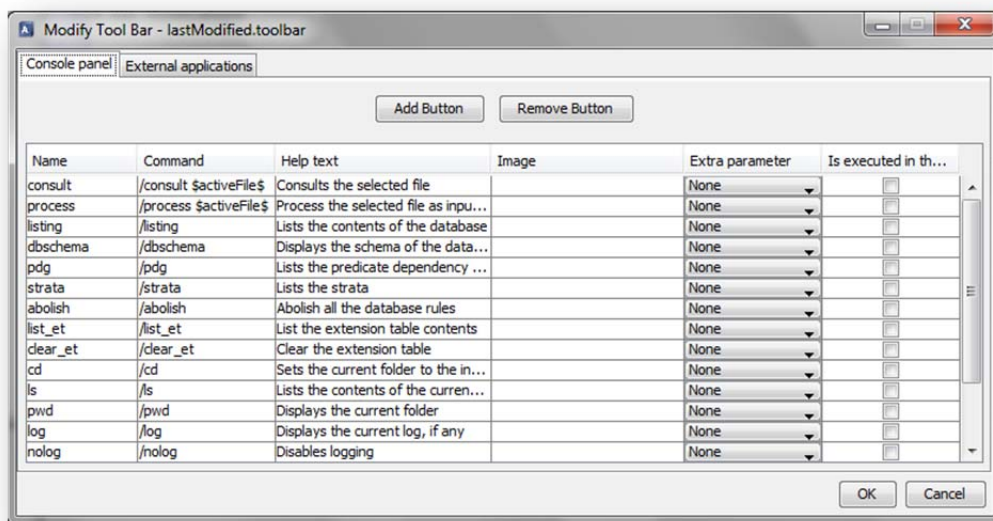 Modify Tool Bar - lastModified.toolbar
Console panel External applications
Add Button Remove Button
Name Command Help text Image Extra parameter Is executed in th...
consult /consult $activeFile$ Consults the selected file None
process /process $activeFile$ Process the selected file as inpu... None
listing /listing Lists the contents of the database None
dbschema /dbschema Displays the schema of the data... None
pdg /pdg Lists the predicate dependency ... None
strata /strata Lists the strata None
abolish /abolish Abolish all the database rules None
list_et /list_et List the extension table contents None
clear_et /clear_et Clear the extension table None
cd /cd Sets the current folder to the in... None
ls /ls Lists the contents of the curren... None
pwd /pwd Displays the current folder None
log /log Displays the current log, if any None
nolog /nolog Disables logging None
OK Cancel